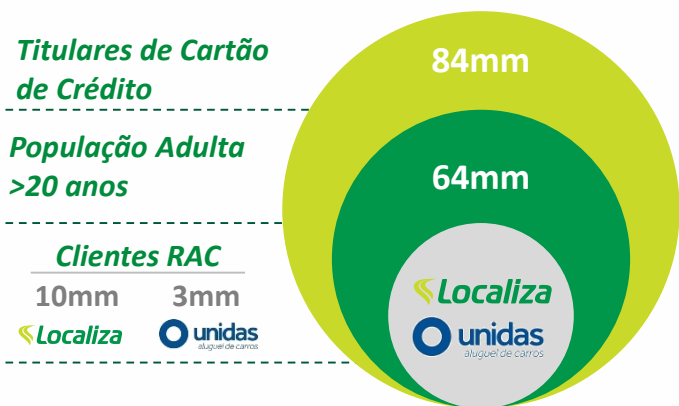 Titulares de Cartão
de Crédito
84mm
População Adulta
>20 anos
64mm
Clientes RAC
10mm 3mm
Localiza unidas
aluguel de carros
Localiza
unidas
aluguel de carros